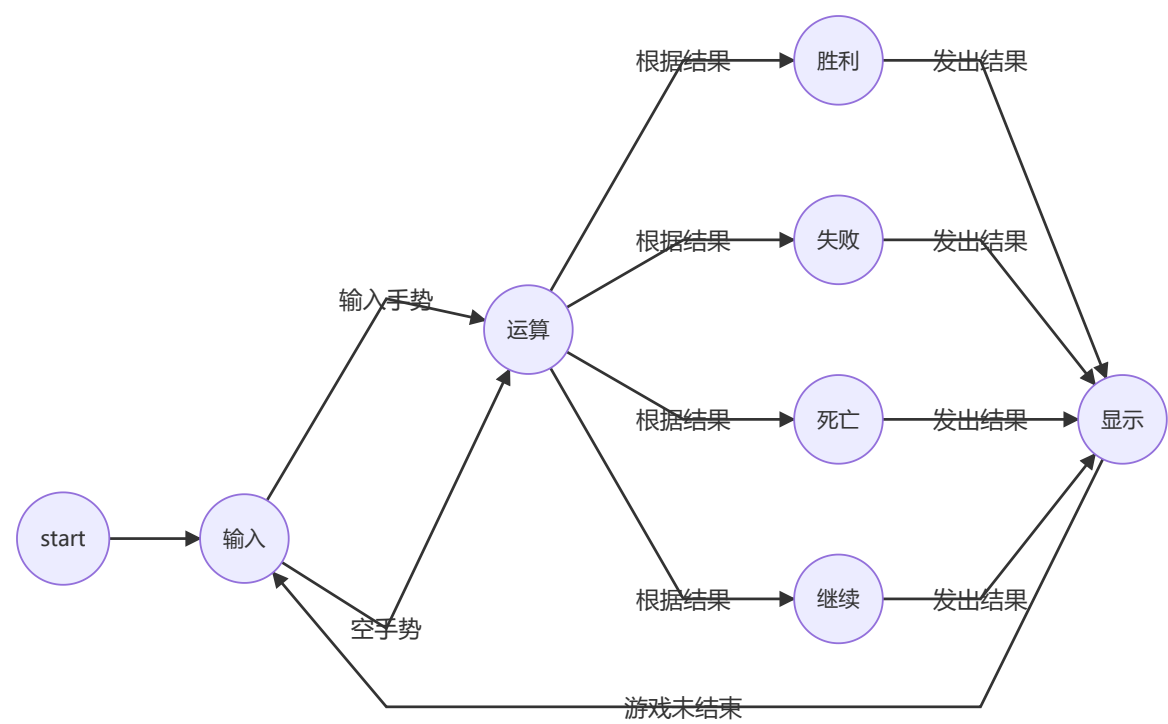 start
输入
输入手势
空手势
运算
根据结果
胜利
发出结果
根据结果
失败
发出结果
根据结果
死亡
发出结果
根据结果
继续
发出结果
显示
游戏未结束